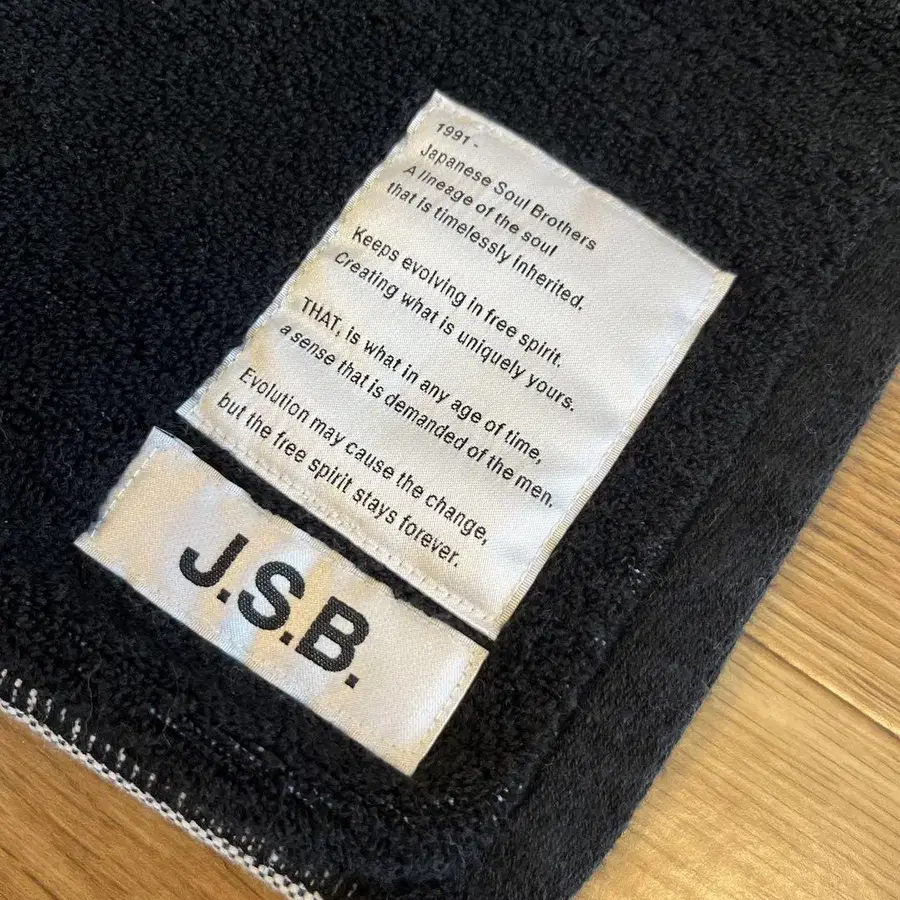 1991 -
Japanese Soul Brothers
A lineage of the soul
that is timelessly inherited.
Keeps evolving in free spirit.
Creating what is uniquely yours.
THAT, is what in any age of time,
a sense that is demanded of the men.
Evolution may cause the change,
but the free spirit stays forever.
J.S.B.